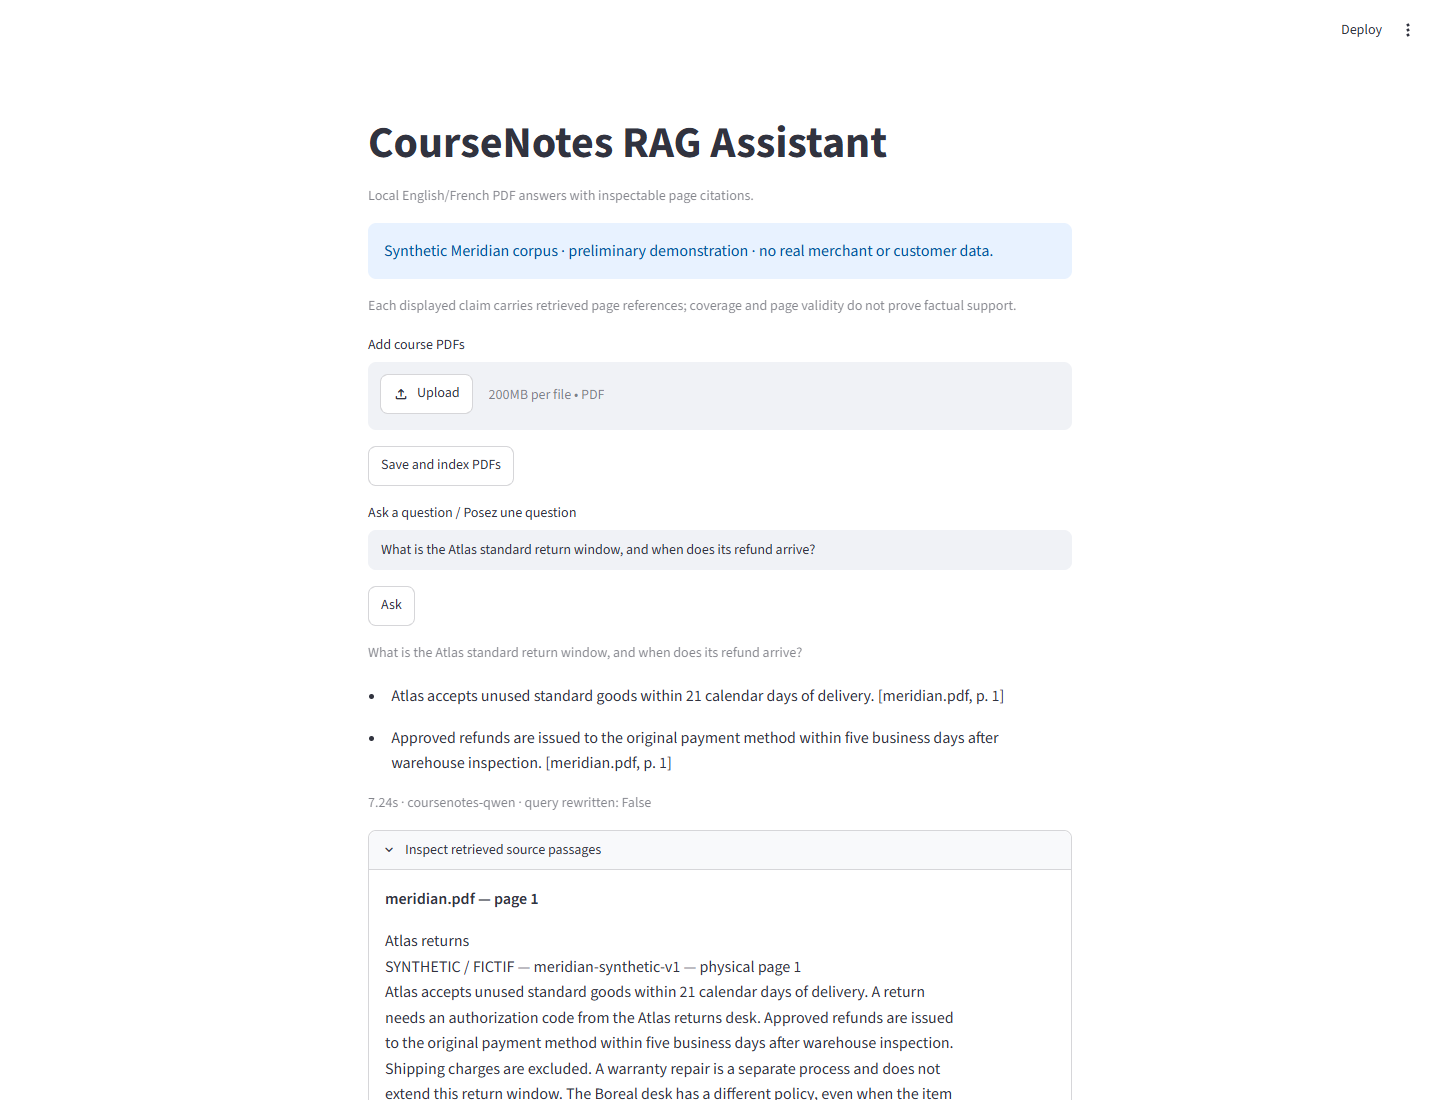 Deploy
CourseNotes RAG Assistant
Local English/French PDF answers with inspectable page citations.
Synthetic Meridian corpus · preliminary demonstration · no real merchant or customer data.
Each displayed claim carries retrieved page references; coverage and page validity do not prove factual support.
Add course PDFs
Upload
200MB per file • PDF
Save and index PDFs
Ask a question / Posez une question
What is the Atlas standard return window, and when does its refund arrive?
Ask
What is the Atlas standard return window, and when does its refund arrive?
• Atlas accepts unused standard goods within 21 calendar days of delivery. [meridian.pdf, p. 1]
• Approved refunds are issued to the original payment method within five business days after
warehouse inspection. [meridian.pdf, p. 1]
7.24s · coursenotes-qwen · query rewritten: False
Inspect retrieved source passages
meridian.pdf — page 1
Atlas returns
SYNTHETIC / FICTIF — meridian-synthetic-v1 — physical page 1
Atlas accepts unused standard goods within 21 calendar days of delivery. A return
needs an authorization code from the Atlas returns desk. Approved refunds are issued
to the original payment method within five business days after warehouse inspection.
Shipping charges are excluded. A warranty repair is a separate process and does not
extend this return window. The Boreal desk has a different policy, even when the item